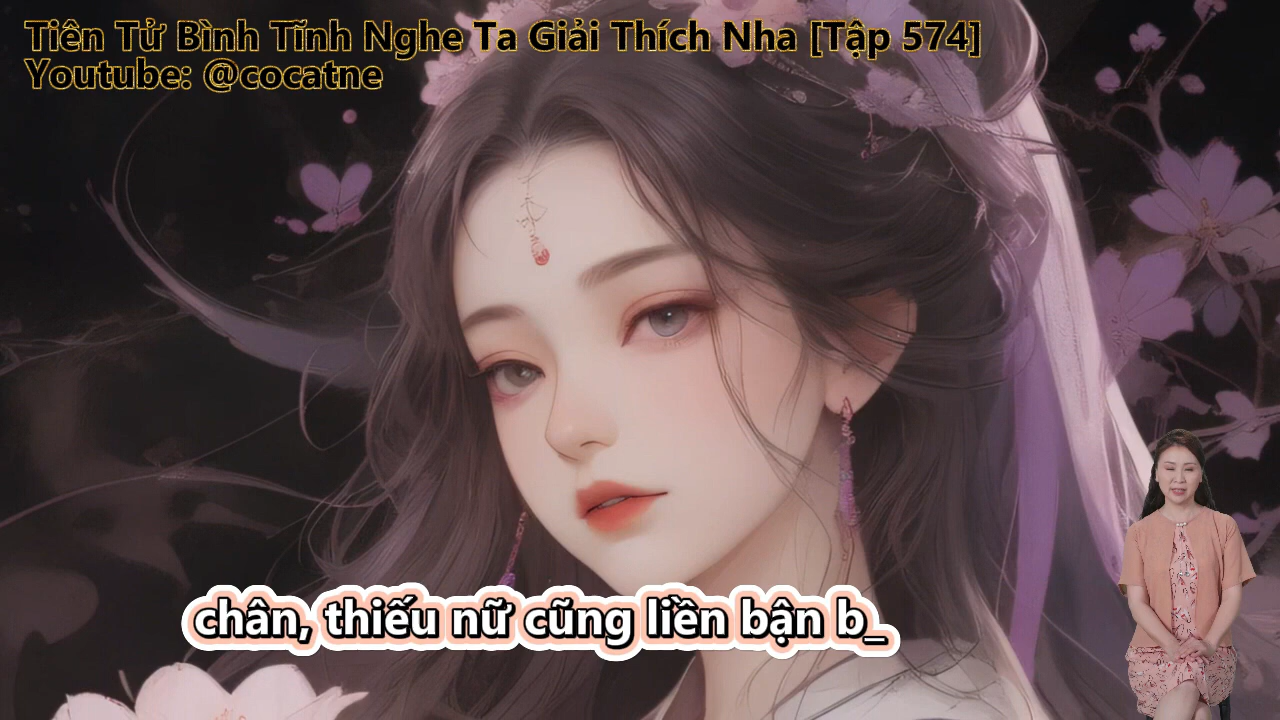 Tiên Tử Bình Tĩnh Nghe Ta Giải Thích Nha [Tập 574]
Youtube: @cocatne
chân, thiếu nữ cũng liền bận b_